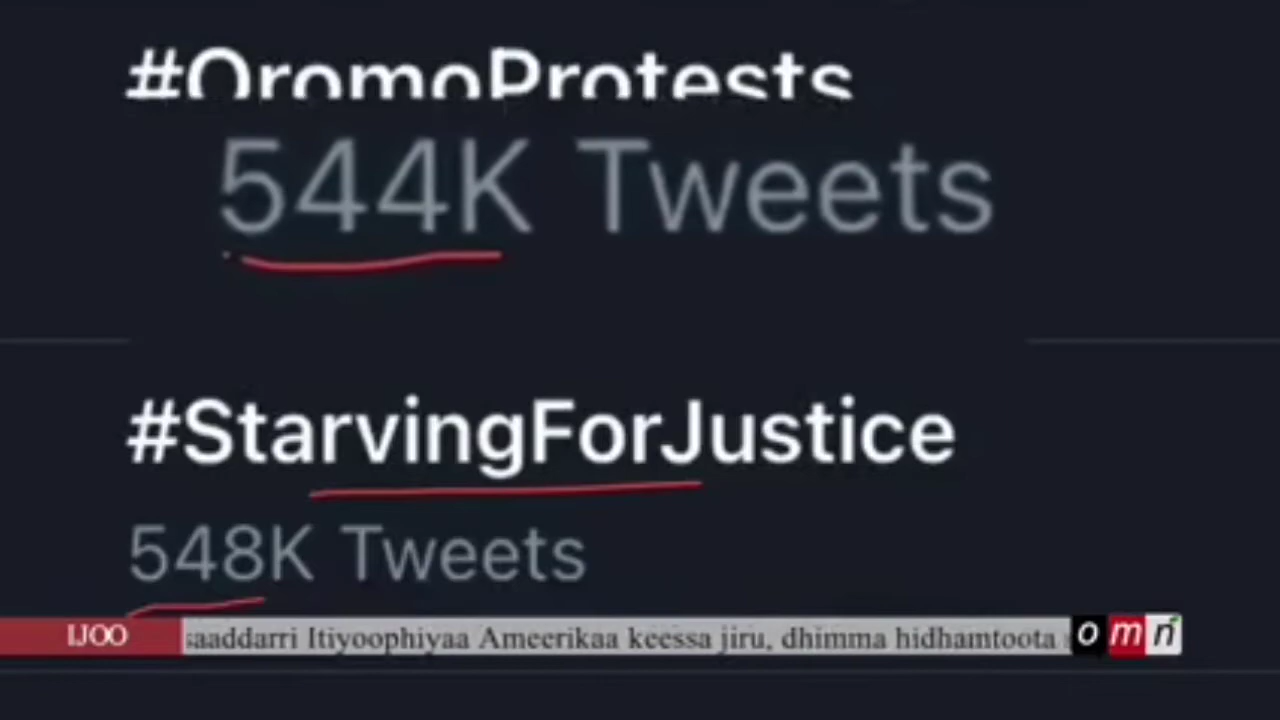 #OromoProtests
544K Tweets
#StarvingForJustice
548K Tweets
IJOO saaddarri Itiyoophiyaa Ameerikaa keessa jiru, dhimma hidhamtoota omn